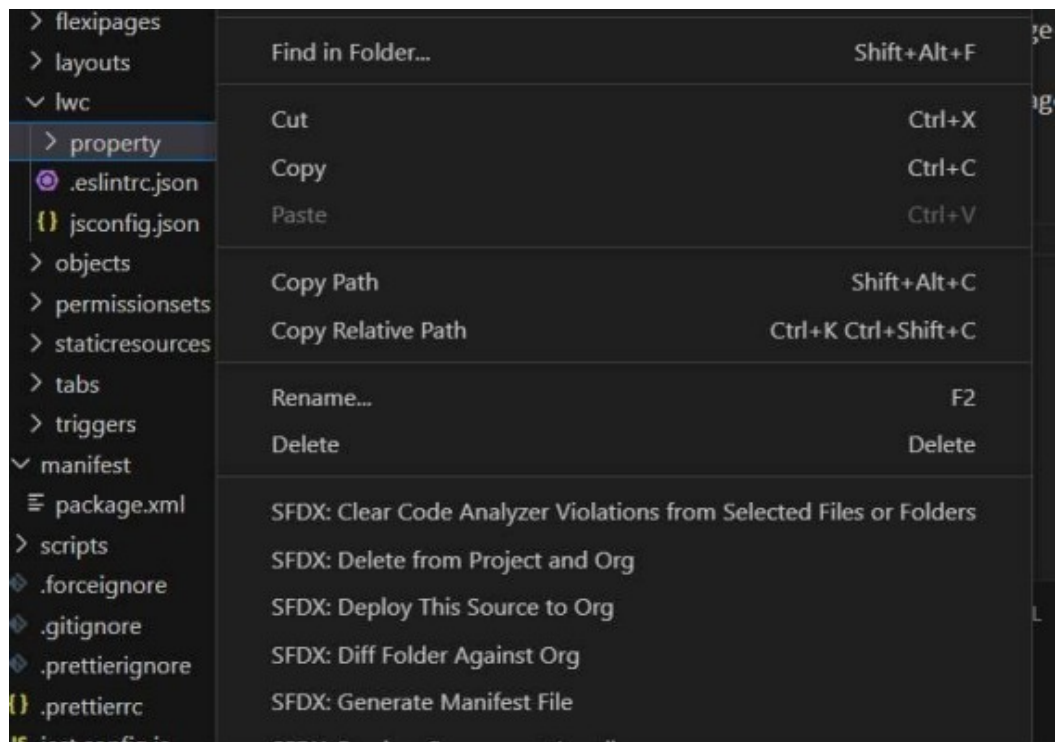 flexipages
layouts
lwc
property
.eslintrc.json
jsconfig.json
objects
permissionsets
staticresources
tabs
triggers
manifest
package.xml
scripts
.forceignore
.gitignore
.prettierignore
.prettierrc
Find in Folder... Shift+Alt+F
Cut Ctrl+X
Copy Ctrl+C
Paste Ctrl+V
Copy Path Shift+Alt+C
Copy Relative Path Ctrl+K Ctrl+Shift+C
Rename... F2
Delete Delete
SFDX: Clear Code Analyzer Violations from Selected Files or Folders
SFDX: Delete from Project and Org
SFDX: Deploy This Source to Org
SFDX: Diff Folder Against Org
SFDX: Generate Manifest File